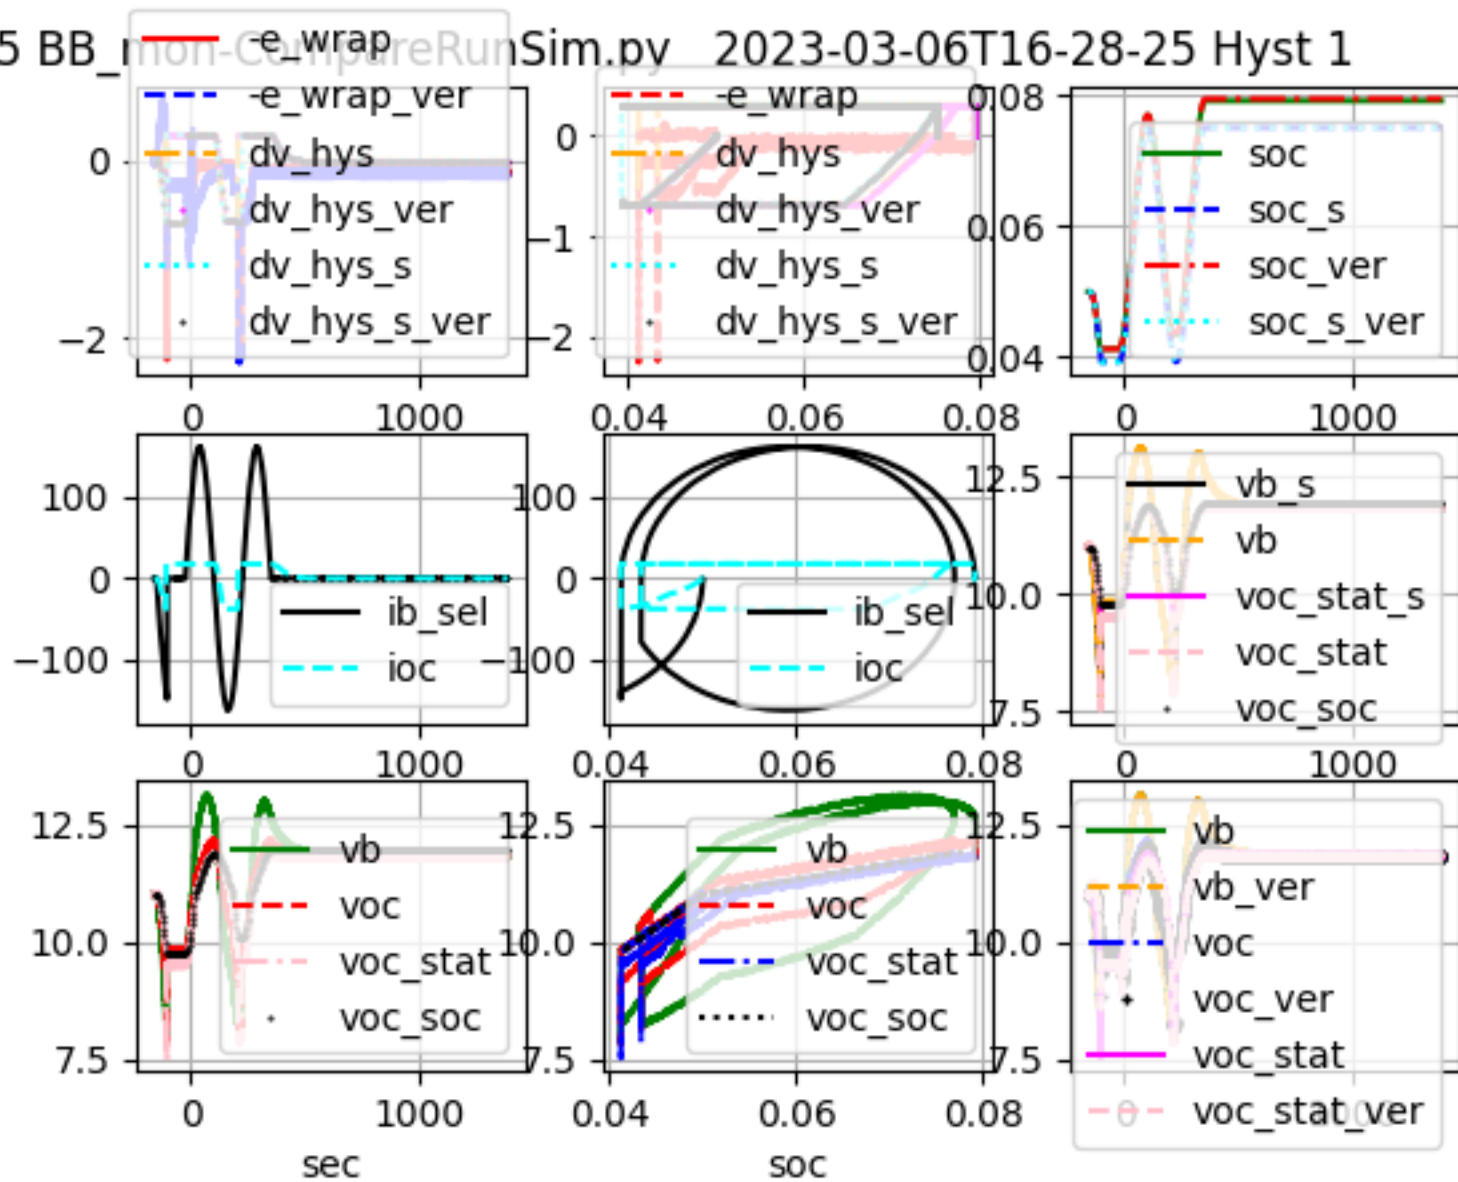 5 BB_mon-CompareRunSim.py 2023-03-06T16-28-25 Hyst 1
-e_wrap
-e_wrap_ver
dv_hys
dv_hys_ver
dv_hys_s
dv_hys_s_ver
0
−2
0
1000
-e_wrap
dv_hys
dv_hys_ver
dv_hys_s
dv_hys_s_ver
0
−1
−2
0.04
0.06
0.08
soc
soc_s
soc_ver
soc_s_ver
0.08
0.06
0.04
0
1000
100
0
−100
ib_sel
ioc
0
1000
100
0
−100
ib_sel
ioc
0.04
0.06
0.08
12.5
10.0
7.5
vb_s
vb
voc_stat_s
voc_stat
voc_soc
0
1000
12.5
10.0
7.5
vb
voc
voc_stat
voc_soc
0
1000
sec
12.5
10.0
7.5
vb
voc
voc_stat
voc_soc
0.04
0.06
0.08
soc
12.5
10.0
7.5
vb
vb_ver
voc
voc_ver
voc_stat
voc_stat_ver
0
1000